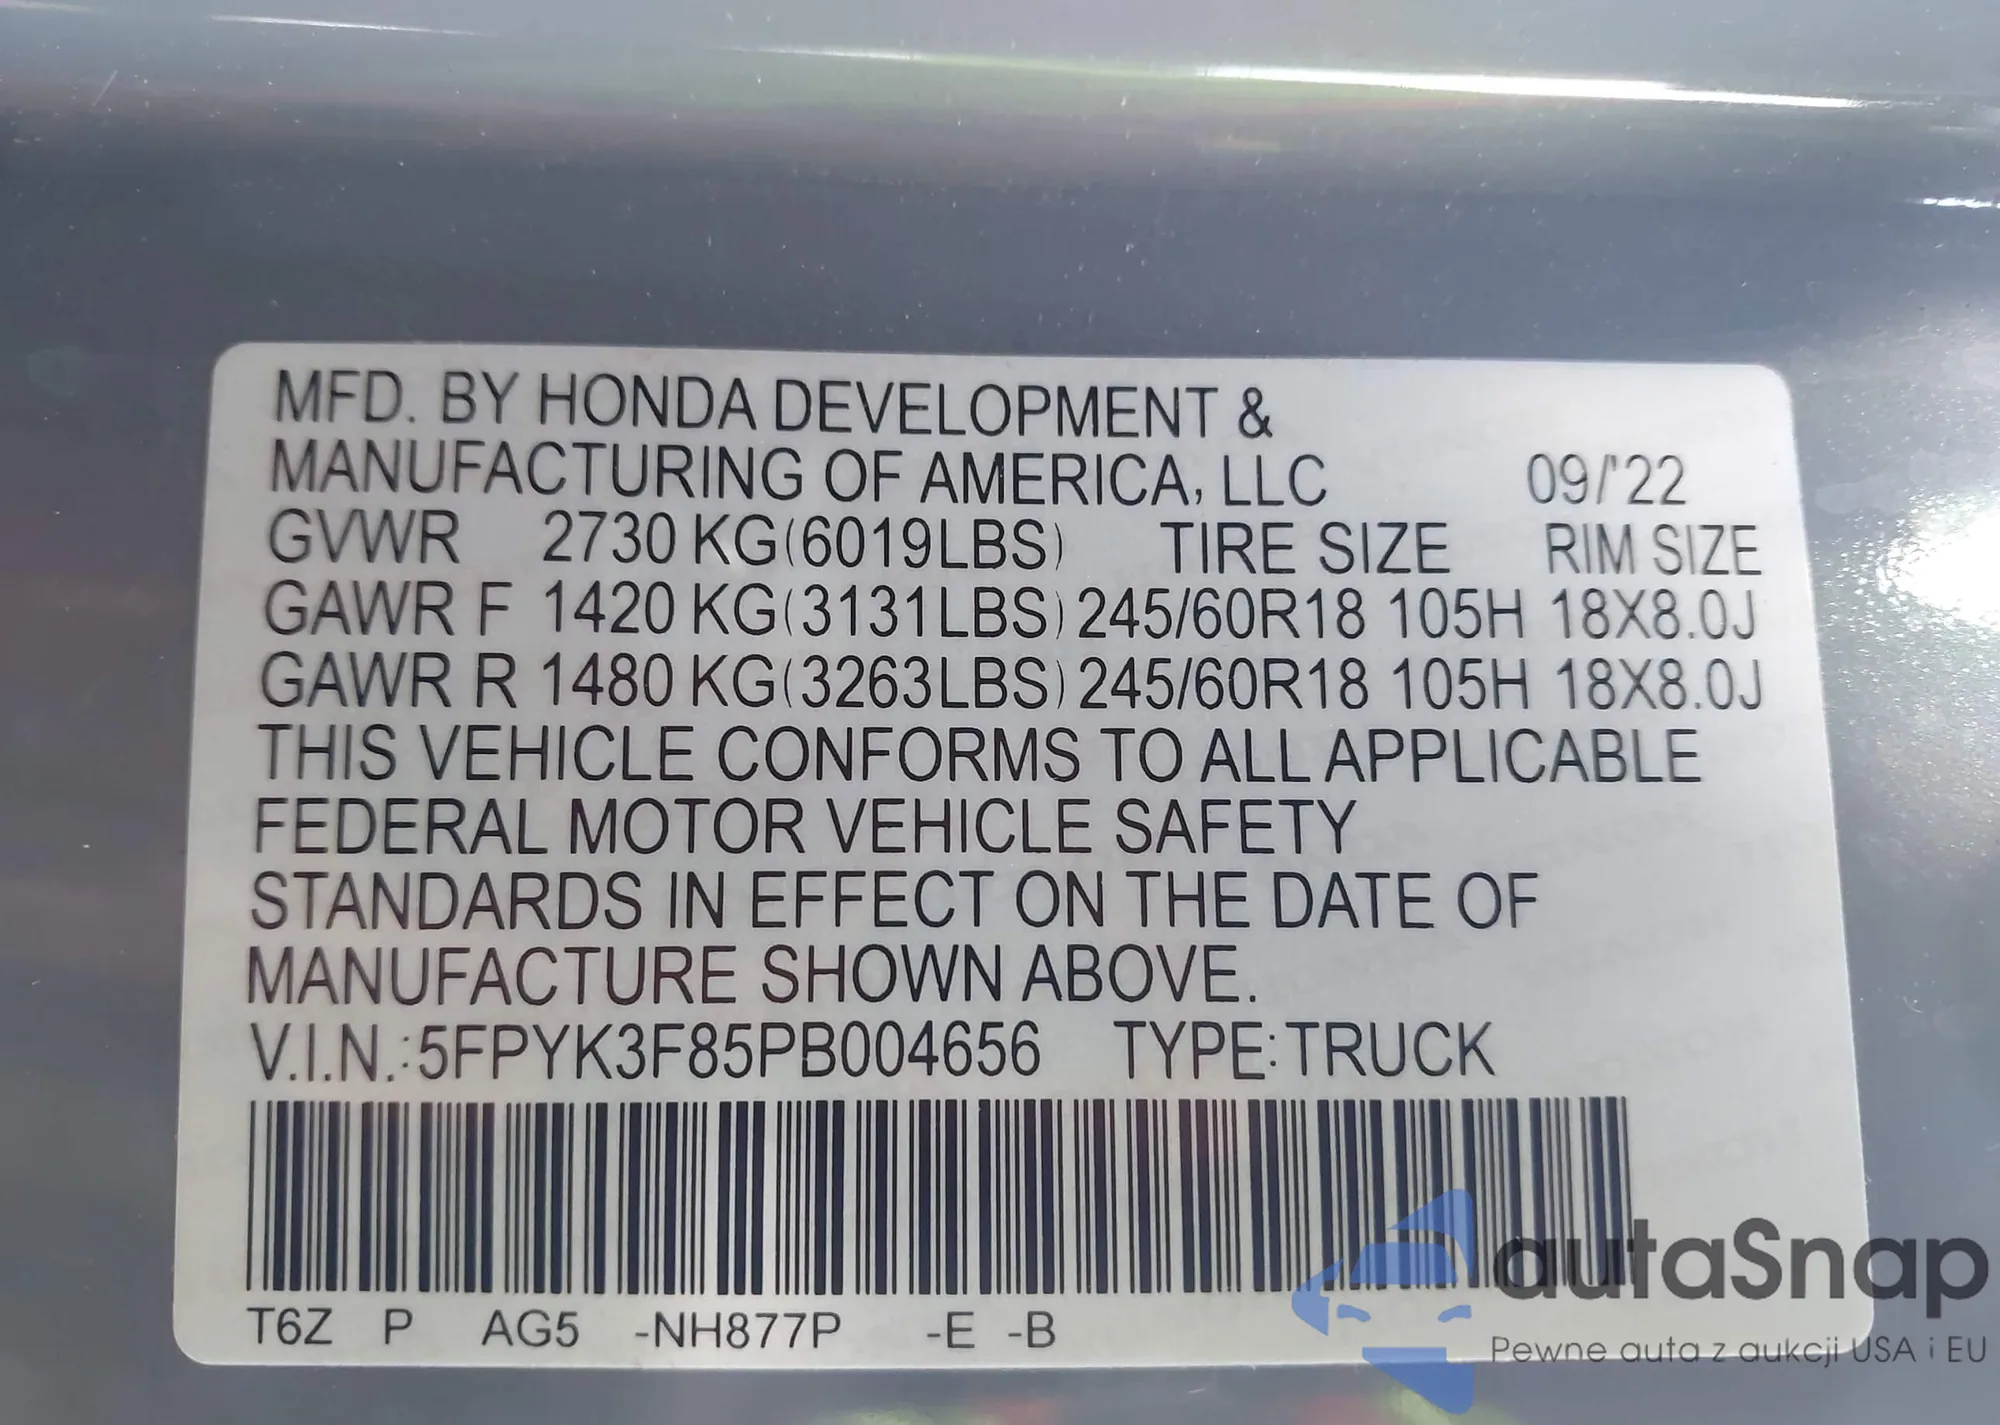 MFD. BY HONDA DEVELOPMENT &
MANUFACTURING OF AMERICA, LLC 09/'22
GVWR 2730 KG(6019LBS) TIRE SIZE RIM SIZE
GAWR F 1420 KG(3131LBS) 245/60R18 105H 18X8.0J
GAWR R 1480 KG(3263LBS) 245/60R18 105H 18X8.0J
THIS VEHICLE CONFORMS TO ALL APPLICABLE
FEDERAL MOTOR VEHICLE SAFETY
STANDARDS IN EFFECT ON THE DATE OF
MANUFACTURE SHOWN ABOVE.
V.I.N.:5FPYK3F85PB004656 TYPE:TRUCK
T6Z P AG5 -NH877P -E -B
autaSnap
Pewne auta z aukcji USA i EU